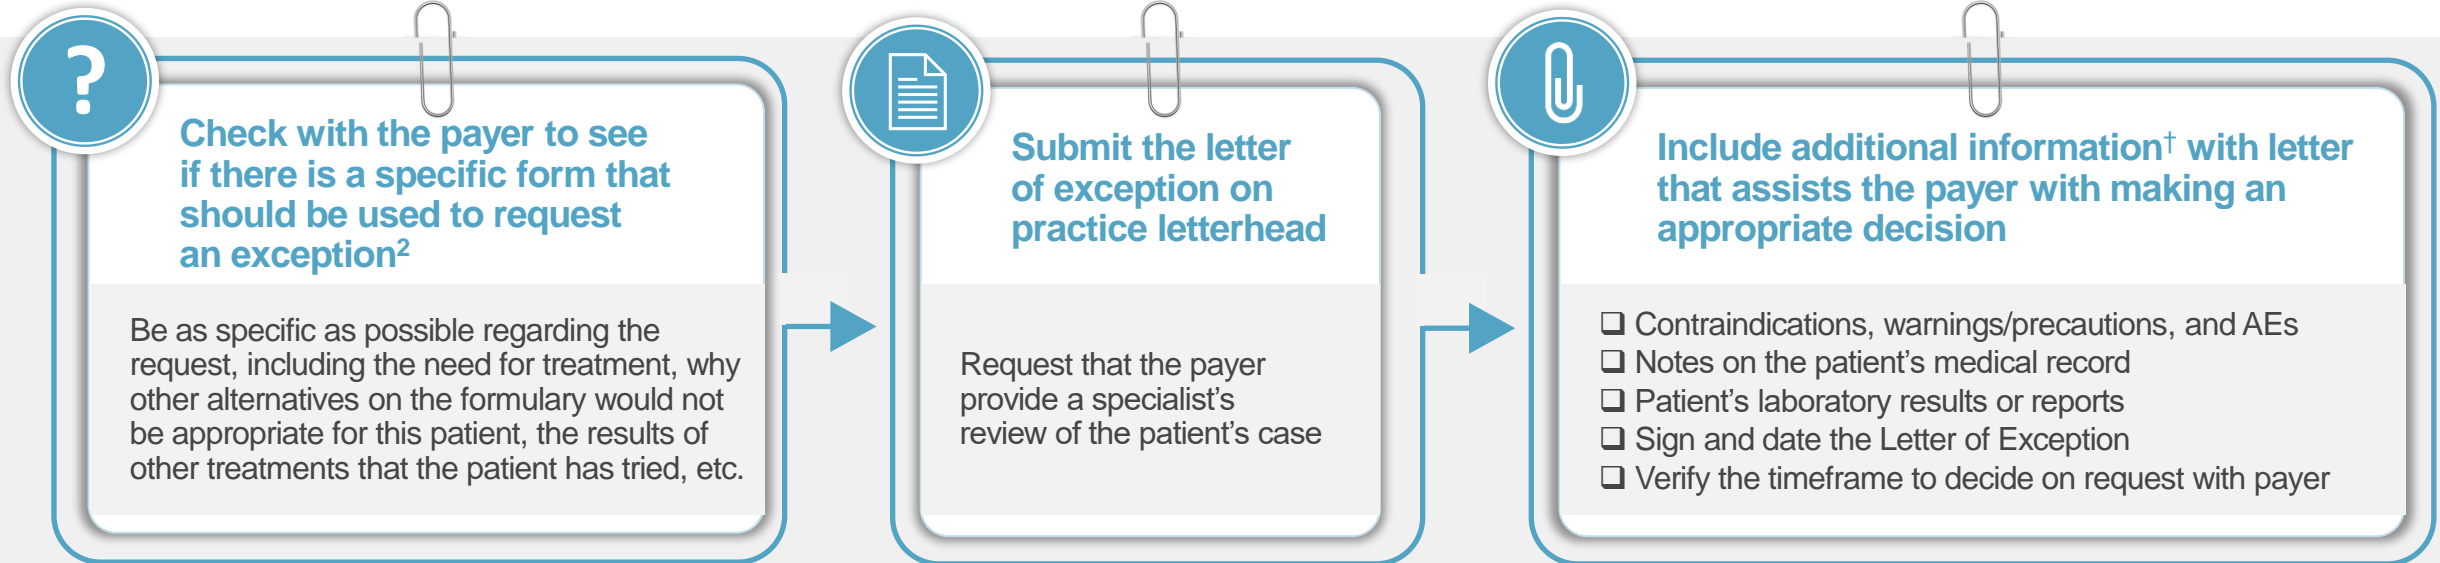 ?
Check with the payer to see
if there is a specific form that
should be used to request
an exception²
Be as specific as possible regarding the
request, including the need for treatment, why
other alternatives on the formulary would not
be appropriate for this patient, the results of
other treatments that the patient has tried, etc.
Submit the letter
of exception on
practice letterhead
Request that the payer
provide a specialist’s
review of the patient’s case
Include additional information† with letter
that assists the payer with making an
appropriate decision
❑ Contraindications, warnings/precautions, and AEs
❑ Notes on the patient’s medical record
❑ Patient’s laboratory results or reports
❑ Sign and date the Letter of Exception
❑ Verify the timeframe to decide on request with payer